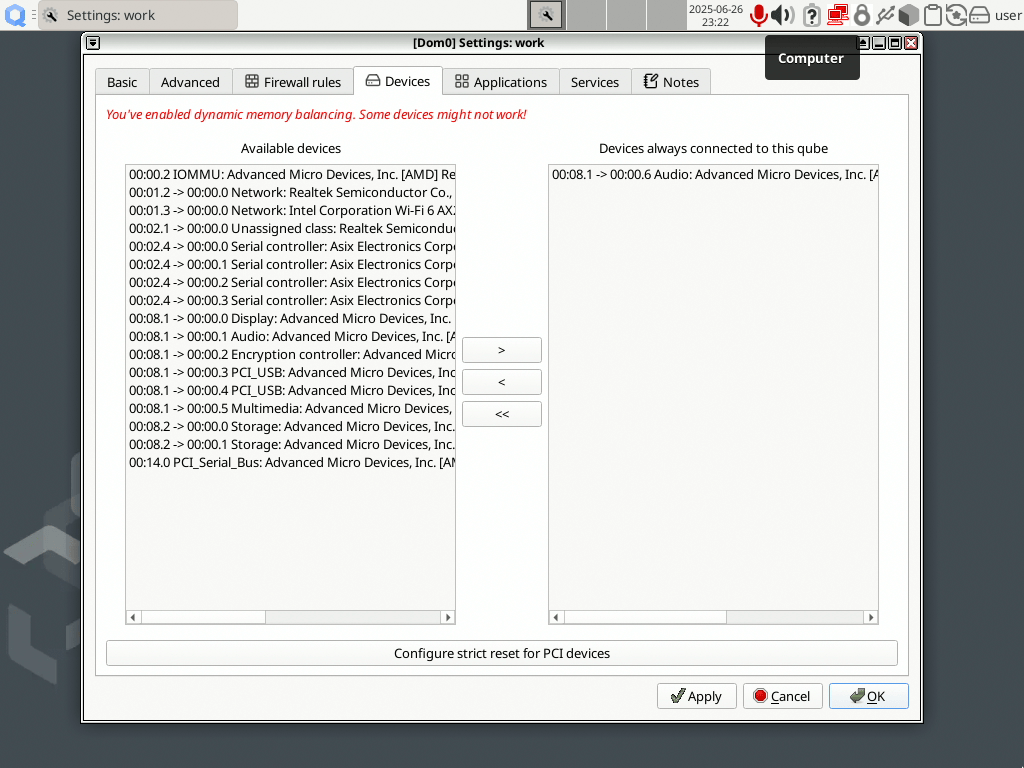 Settings: work
2025-06-26
23:22
user
[Dom0] Settings: work
Computer
Basic
Advanced
Firewall rules
Devices
Applications
Services
Notes
You've enabled dynamic memory balancing. Some devices might not work!
Available devices
Devices always connected to this qube
00:00.2 IOMMU: Advanced Micro Devices, Inc. [AMD] Re
00:01.2 -> 00:00.0 Network: Realtek Semiconductor Co.,
00:01.3 -> 00:00.0 Network: Intel Corporation Wi-Fi 6 AX2
00:02.1 -> 00:00.0 Unassigned class: Realtek Semicondu
00:02.4 -> 00:00.0 Serial controller: Asix Electronics Corpo
00:02.4 -> 00:00.1 Serial controller: Asix Electronics Corpo
00:02.4 -> 00:00.2 Serial controller: Asix Electronics Corpo
00:02.4 -> 00:00.3 Serial controller: Asix Electronics Corpo
00:08.1 -> 00:00.0 Display: Advanced Micro Devices, Inc.
00:08.1 -> 00:00.1 Audio: Advanced Micro Devices, Inc. [A
00:08.1 -> 00:00.2 Encryption controller: Advanced Micro
00:08.1 -> 00:00.3 PCI_USB: Advanced Micro Devices, Inc
00:08.1 -> 00:00.4 PCI_USB: Advanced Micro Devices, Inc
00:08.1 -> 00:00.5 Multimedia: Advanced Micro Devices,
00:08.2 -> 00:00.0 Storage: Advanced Micro Devices, Inc.
00:08.2 -> 00:00.1 Storage: Advanced Micro Devices, Inc.
00:14.0 PCI_Serial_Bus: Advanced Micro Devices, Inc. [AM
>
<
<<
00:08.1 -> 00:00.6 Audio: Advanced Micro Devices, Inc. [A
Configure strict reset for PCI devices
Apply
Cancel
OK